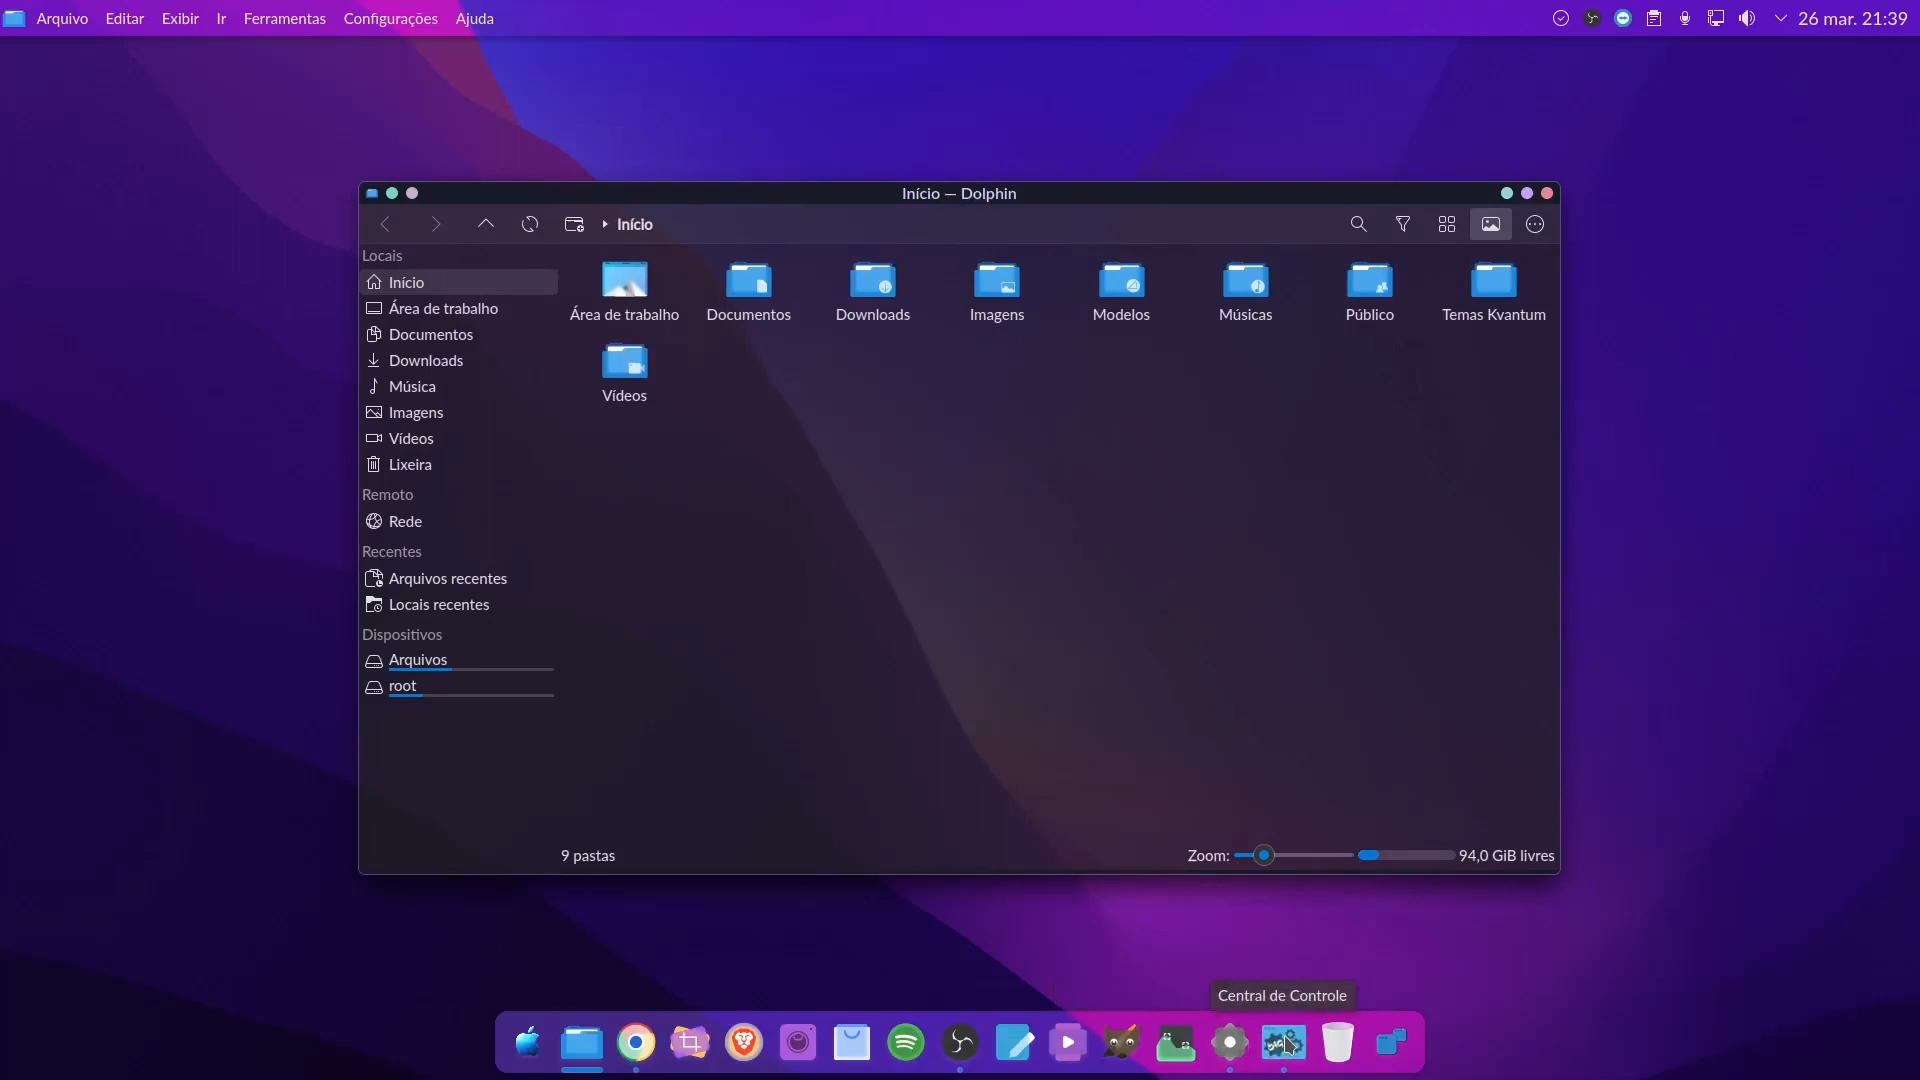 Arquivo Editar Exibir Ir Ferramentas Configurações Ajuda
26 mar. 21:39
Início — Dolphin
Início
Locais
Início
Área de trabalho
Documentos
Downloads
Música
Imagens
Vídeos
Lixeira
Remoto
Rede
Recentes
Arquivos recentes
Locais recentes
Dispositivos
Arquivos
root
Área de trabalho Documentos Downloads Imagens Modelos Músicas Público Temas Kvantum
Vídeos
9 pastas
Zoom: 94,0 GiB livres
Central de Controle